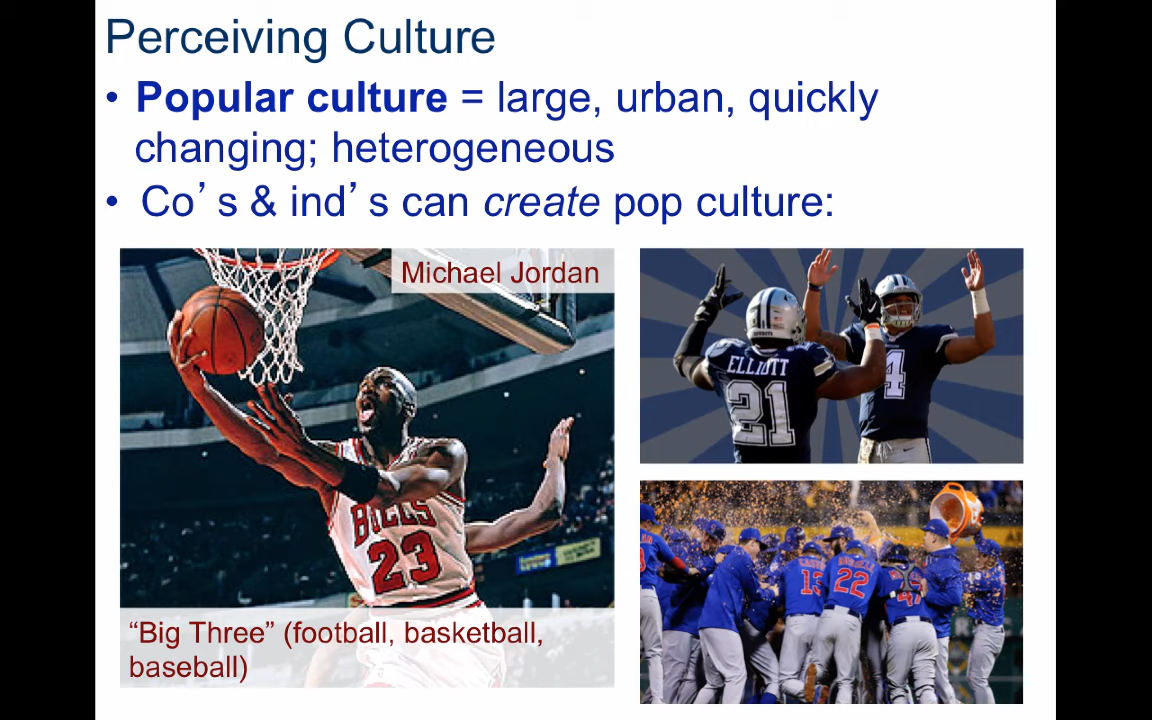 Perceiving Culture
• Popular culture = large, urban, quickly
changing; heterogeneous
• Co’s & ind’s can create pop culture:
Michael Jordan
BULLS
23
“Big Three” (football, basketball,
baseball)
ELLIOTT
21
4
13
22